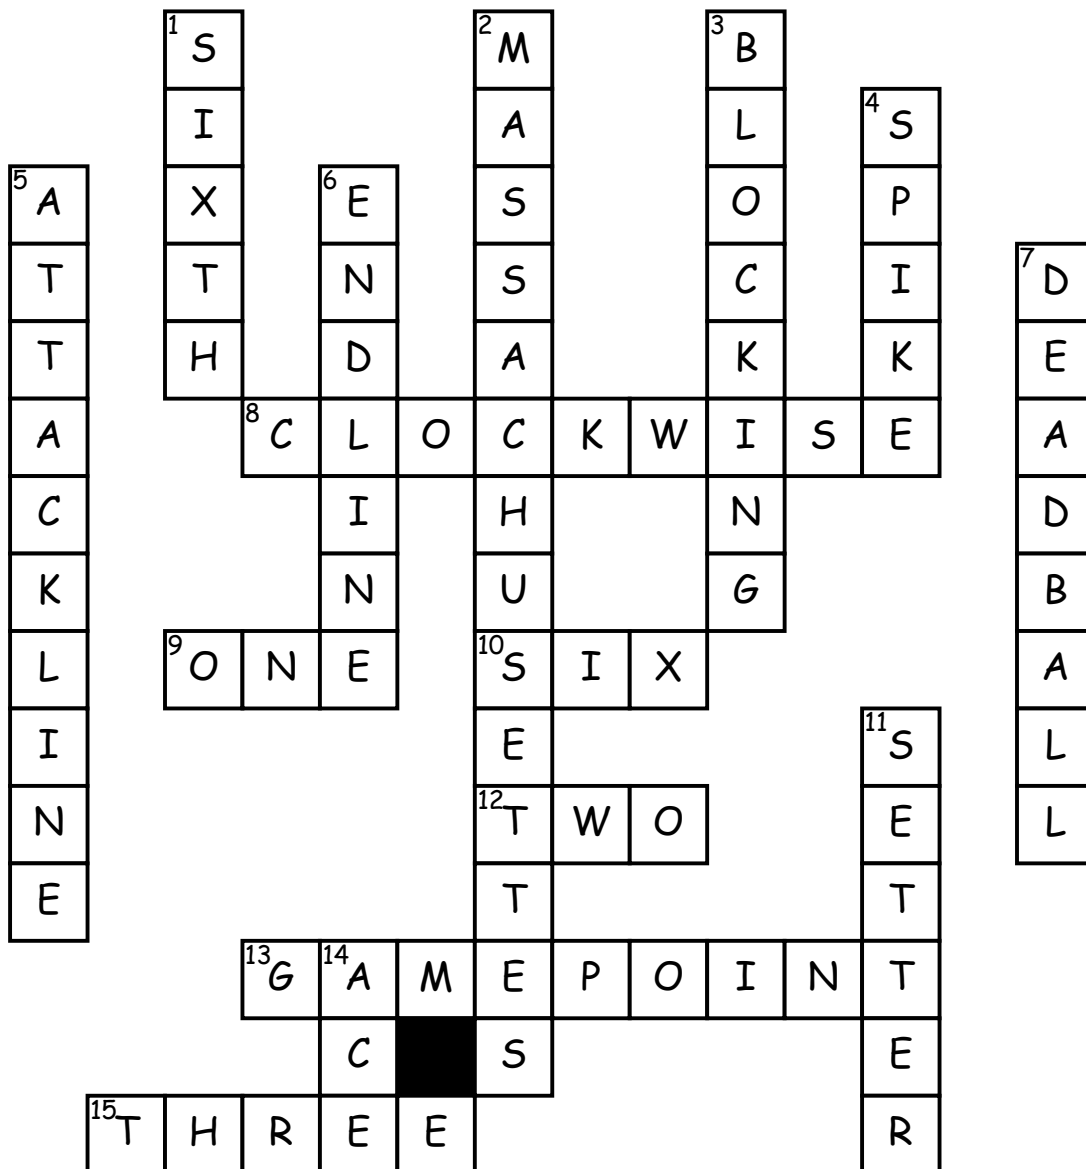 1 S 2 M 3 B
I A L 4 S
5 A X 6 E S O P
T T N S C I 7 D
T H D A K K E
A 8 C L O C K W I S E A
C I H N D
K N U G B
L 9 O N E 10 S I X A
I E 11 S L
N 12 T W O E L
E T T
13 G 14 A M E P O I N T
C S E
15 T H R E E R